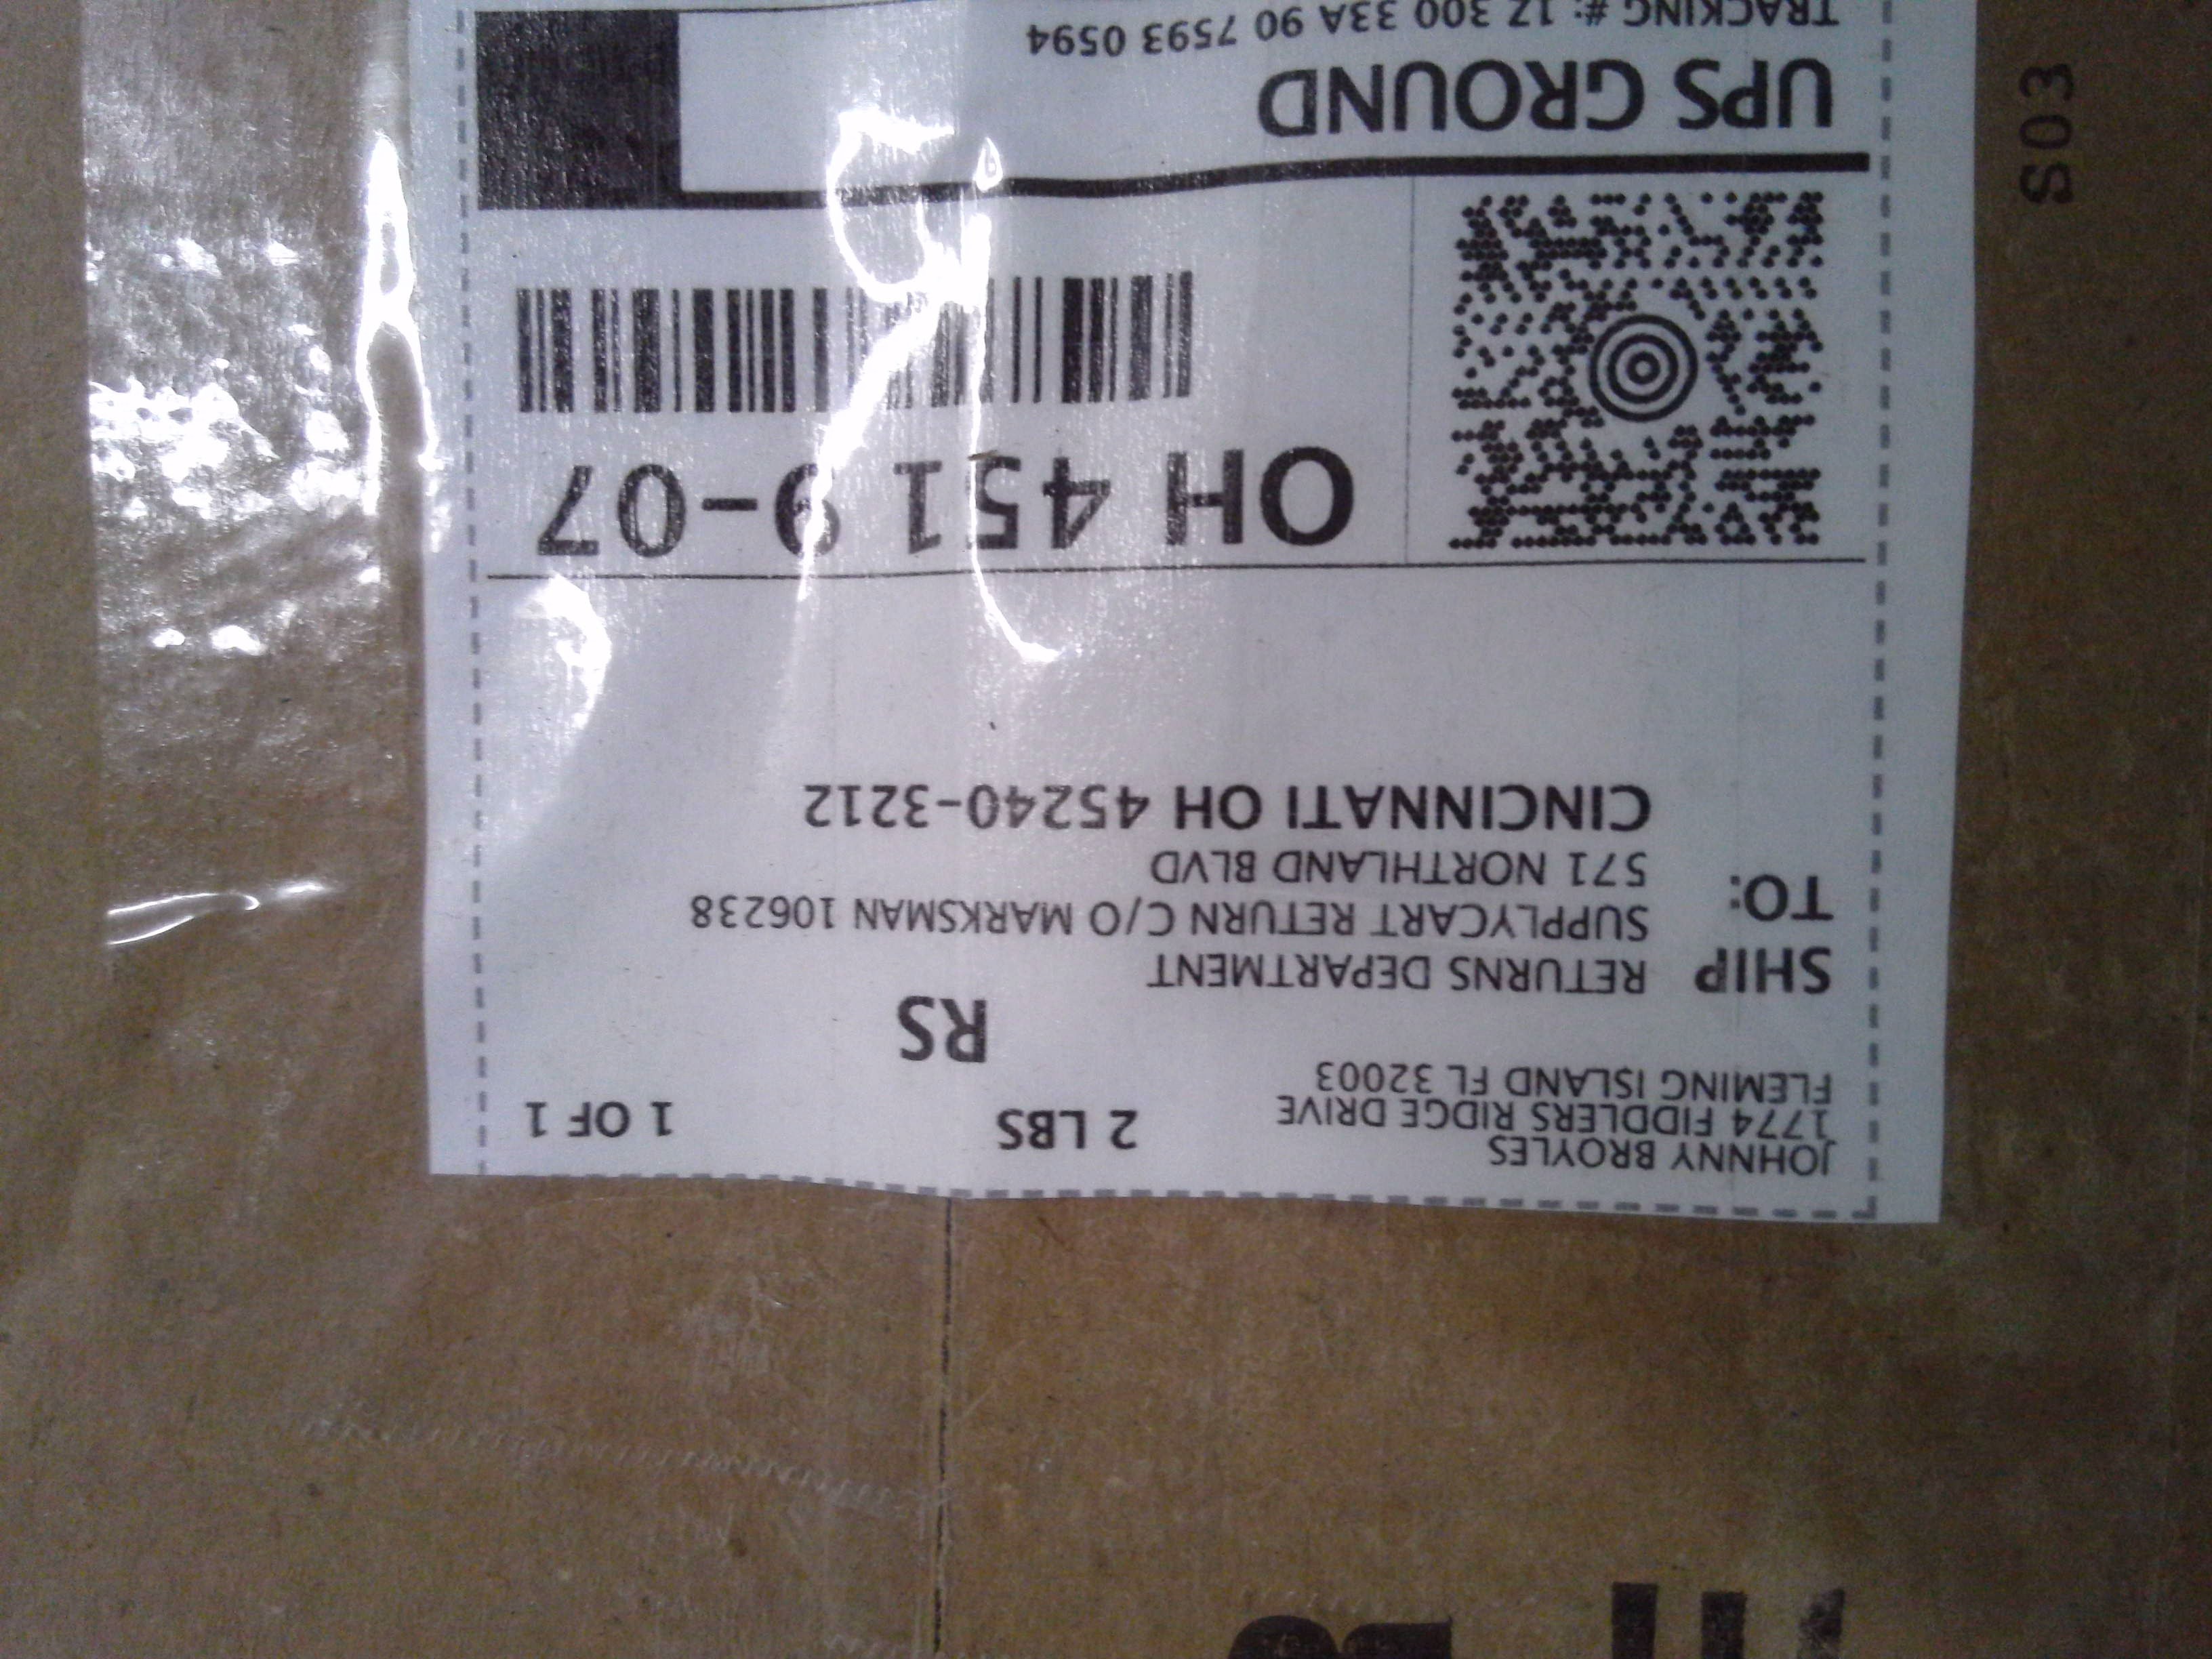 JOHNNY BROYLES
1774 FIDDLERS RIDGE DRIVE
FLEMING ISLAND FL 32003
2 LBS
1 OF 1
RS
SHIP
TO:
RETURNS DEPARTMENT
SUPPLYCART RETURN C/O MARKSMAN 106238
571 NORTHLAND BLVD
CINCINNATI OH 45240-3212
OH 451 9-07
UPS GROUND
TRACKING #: 1Z 300 33A 90 7593 0594
S03